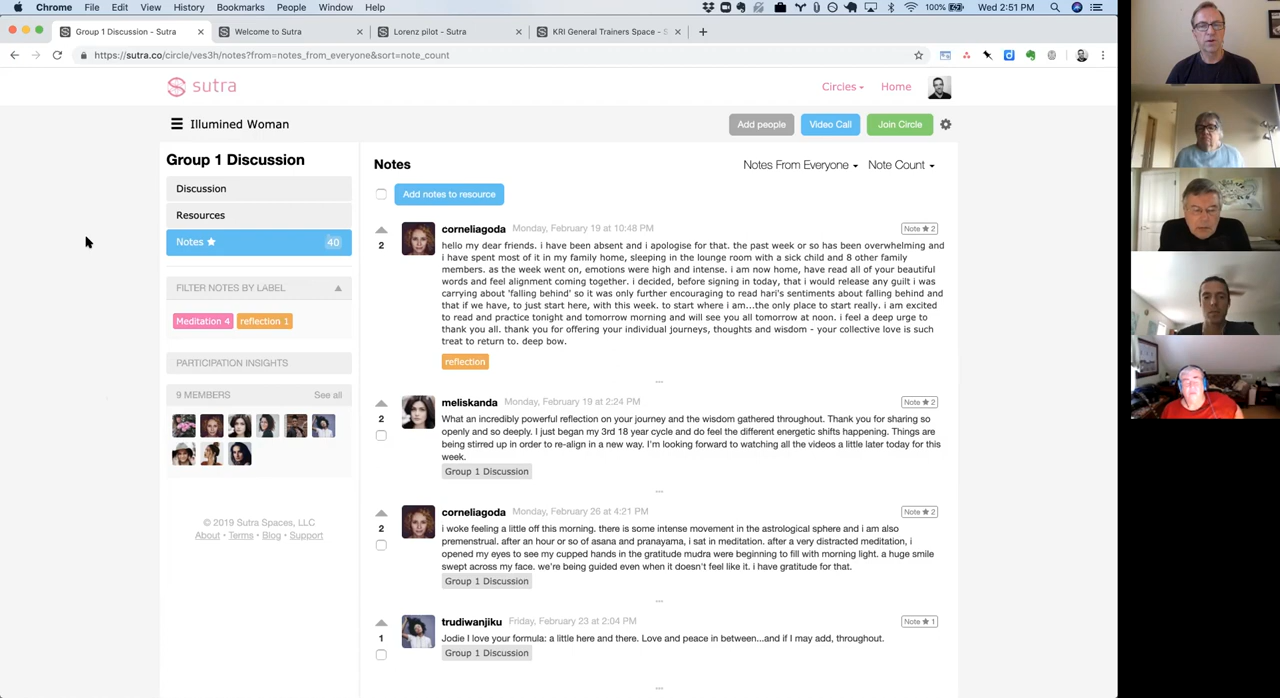 Chrome File Edit View History Bookmarks People Window Help 100% Wed 2:51 PM
Group 1 Discussion - Sutra Welcome to Sutra Lorenz pilot - Sutra KRI General Trainers Space - S
https://sutra.co/circle/ves3h/notes?from=notes_from_everyone&sort=note_count
sutra Circles Home
Illumined Woman Add people Video Call Join Circle
Group 1 Discussion
Discussion
Resources
Notes 40
FILTER NOTES BY LABEL
Meditation 4 reflection 1
PARTICIPATION INSIGHTS
9 MEMBERS See all
© 2019 Sutra Spaces, LLC
About - Terms - Blog - Support
Notes Notes From Everyone Note Count
Add notes to resource
corneliagoda Monday, February 19 at 10:48 PM Note 2
2
hello my dear friends. i have been absent and i apologise for that. the past week or so has been overwhelming and
i have spent most of it in my family home, sleeping in the lounge room with a sick child and 8 other family
members. as the week went on, emotions were high and intense. i am now home, have read all of your beautiful
words and feel alignment coming together. i decided, before signing in today, that i would release any guilt i was
carrying about 'falling behind' so it was only further encouraging to read hari's sentiments about falling behind and
that if we have, to just start here, with this week. to start where i am...the only place to start really. i am excited
to read and practice tonight and tomorrow morning and will see you all tomorrow at noon. i feel a deep urge to
thank you all. thank you for offering your individual journeys, thoughts and wisdom - your collective love is such
treat to return to. deep bow.
reflection
...
meliskanda Monday, February 19 at 2:24 PM Note 2
2
What an incredibly powerful reflection on your journey and the wisdom gathered throughout. Thank you for sharing so
openly and so deeply. I just began my 3rd 18 year cycle and do feel the different energetic shifts happening. Things are
being stirred up in order to re-align in a new way. I'm looking forward to watching all the videos a little later today for this
week.
Group 1 Discussion
...
corneliagoda Monday, February 26 at 4:21 PM Note 2
2
i woke feeling a little off this morning. there is some intense movement in the astrological sphere and i am also
premenstrual. after an hour or so of asana and pranayama, i sat in meditation. after a very distracted meditation, i
opened my eyes to see my cupped hands in the gratitude mudra were beginning to fill with morning light. a huge smile
swept across my face. we're being guided even when it doesn't feel like it. i have gratitude for that.
Group 1 Discussion
...
trudiwanjiku Friday, February 23 at 2:04 PM Note 1
1
Jodie I love your formula: a little here and there. Love and peace in between...and if I may add, throughout.
Group 1 Discussion
...